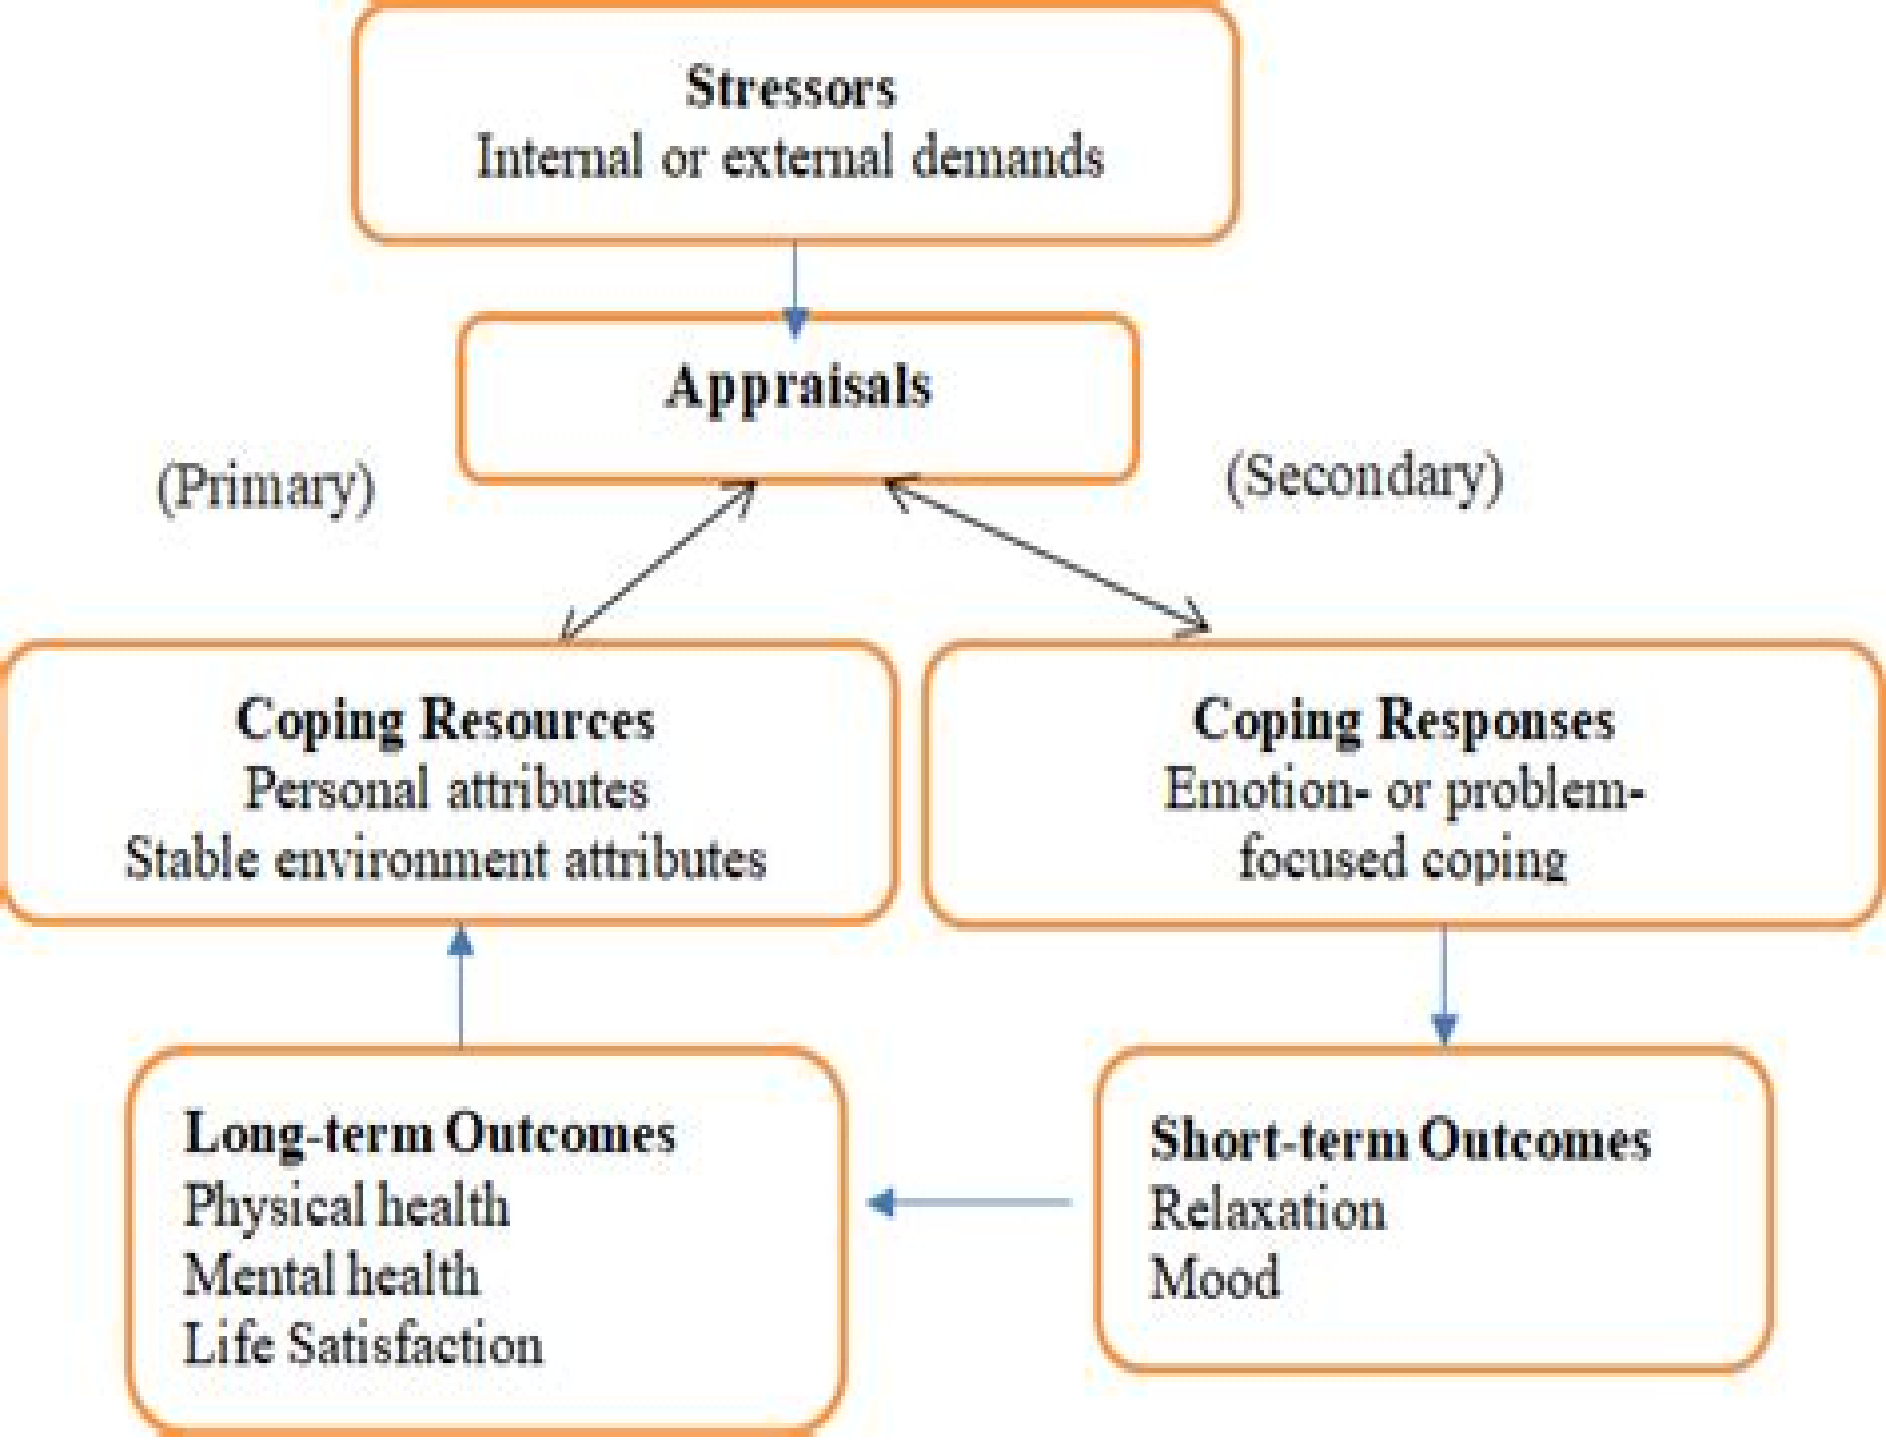 Stressors
Internal or external demands
Appraisals
(Primary)
(Secondary)
Coping Resources
Personal attributes
Stable environment attributes
Coping Responses
Emotion- or problem-
focused coping
Long-term Outcomes
Physical health
Mental health
Life Satisfaction
Short-term Outcomes
Relaxation
Mood